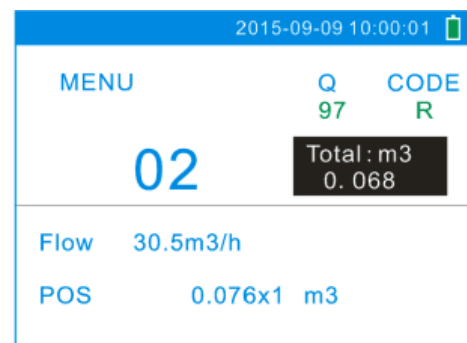 2015-09-09 10:00:01
MENU Q CODE
97 R
02 Total: m3
0. 068
Flow 30.5m3/h
POS 0.076x1 m3